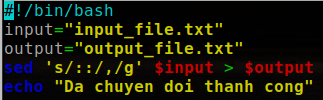 #!/bin/bash
input="input_file.txt"
output="output_file.txt"
sed 's/::/,/g' $input > $output
echo "Da chuyen doi thanh cong"